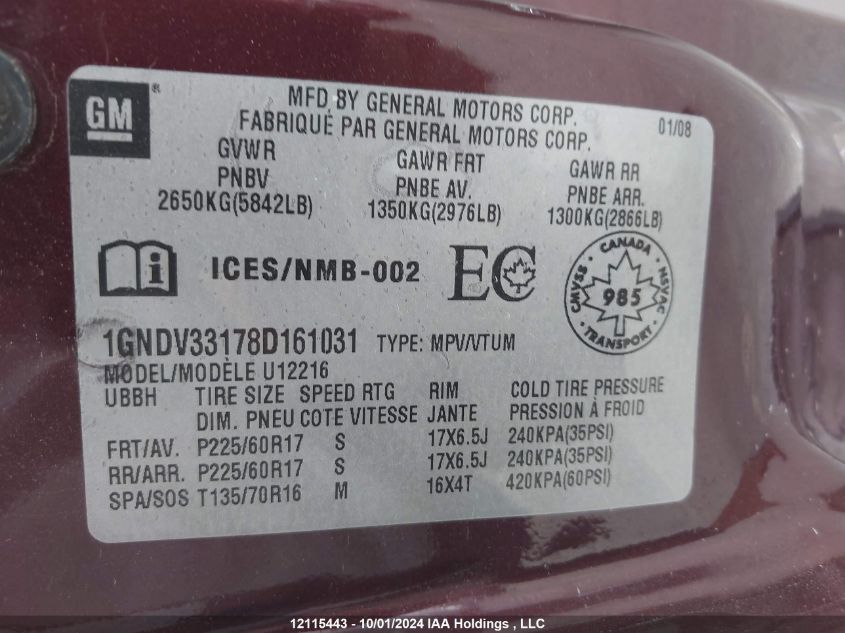 GM®
MFD BY GENERAL MOTORS CORP.
FABRIQUÉ PAR GENERAL MOTORS CORP.
01/08
GVWR GAWR FRT GAWR RR
PNBV PNBE AV. PNBE ARR.
2650KG(5842LB) 1350KG(2976LB) 1300KG(2866LB)
i ICES/NMB-002 EC CANADA CMVSS NSVAC 985
1GNDV33178D161031 TYPE: MPV/VTUM
MODEL/MODÈLE U12216
UBBH TIRE SIZE SPEED RTG RIM COLD TIRE PRESSURE
DIM. PNEU COTE VITESSE JANTE PRESSION À FROID
FRT/AV. P225/60R17 S 17X6.5J 240KPA(35PSI)
RR/ARR. P225/60R17 S 17X6.5J 240KPA(35PSI)
SPA/SOS T135/70R16 M 16X4T 420KPA(60PSI)
12115443 - 10/01/2024 IAA Holdings , LLC